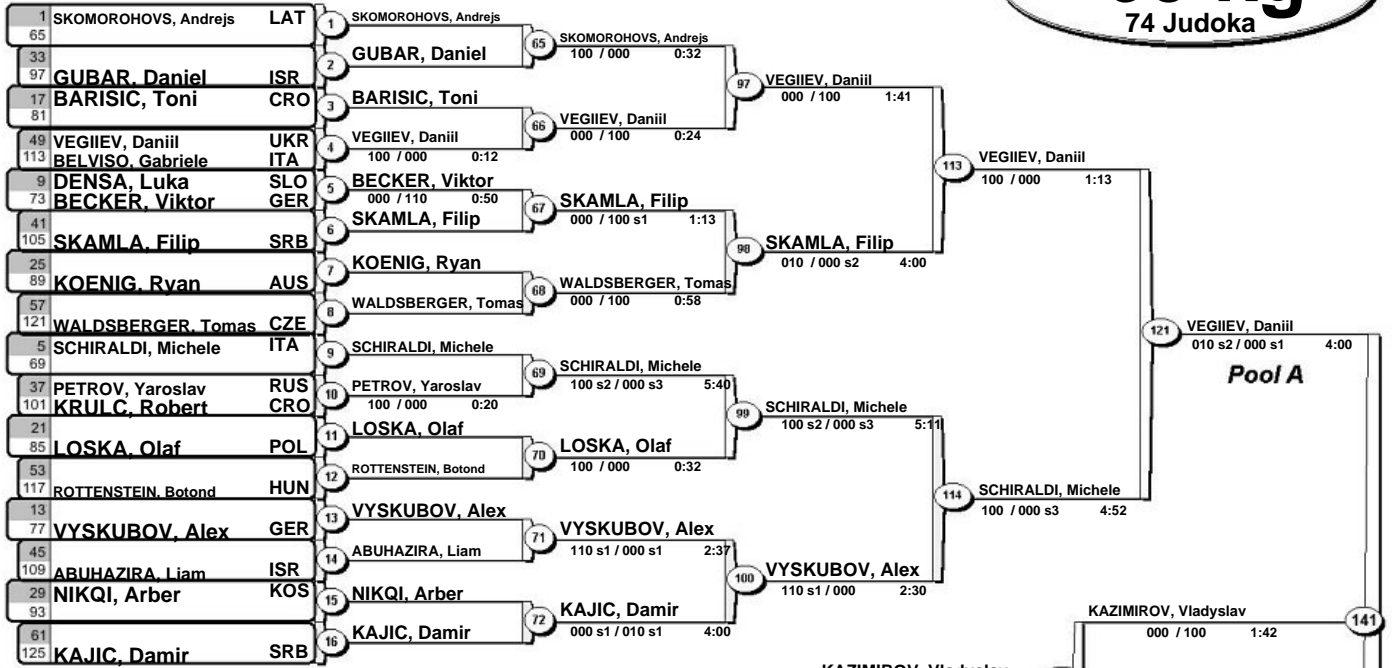 74 Judoka
1 SKOMOROHOVS, Andrejs LAT
65
33
97 GUBAR, Daniel ISR
17 BARISIC, Toni CRO
81
49 VEGIIEV, Daniil UKR
113 BELVISO, Gabriele ITA
9 DENSA, Luka SLO
73 BECKER, Viktor GER
41
105 SKAMLA, Filip SRB
25
89 KOENIG, Ryan AUS
57
121 WALDSBERGER, Tomas CZE
5 SCHIRALDI, Michele ITA
69
37 PETROV, Yaroslav RUS
101 KRULC, Robert CRO
21
85 LOSKA, Olaf POL
53
117 ROTTENSTEIN, Botond HUN
13
77 VYSKUBOV, Alex GER
45
109 ABUHAZIRA, Liam ISR
29 NIKQI, Arber KOS
93
61
125 KAJIC, Damir SRB
1 SKOMOROHOVS, Andrejs
2 GUBAR, Daniel
3 BARISIC, Toni
4 VEGIIEV, Daniil
100 / 000 0:12
5 BECKER, Viktor
000 / 110 0:50
6 SKAMLA, Filip
7 KOENIG, Ryan
8 WALDSBERGER, Tomas
9 SCHIRALDI, Michele
10 PETROV, Yaroslav
100 / 000 0:20
11 LOSKA, Olaf
12 ROTTENSTEIN, Botond
13 VYSKUBOV, Alex
14 ABUHAZIRA, Liam
15 NIKQI, Arber
16 KAJIC, Damir
65 SKOMOROHOVS, Andrejs
100 / 000 0:32
66 VEGIIEV, Daniil
000 / 100 0:24
67 SKAMLA, Filip
000 / 100 s1 1:13
68 WALDSBERGER, Tomas
000 / 100 0:58
69 SCHIRALDI, Michele
100 s2 / 000 s3 5:40
70 LOSKA, Olaf
100 / 000 0:32
71 VYSKUBOV, Alex
110 s1 / 000 s1 2:37
72 KAJIC, Damir
000 s1 / 010 s1 4:00
97 VEGIIEV, Daniil
000 / 100 1:41
98 SKAMLA, Filip
010 / 000 s2 4:00
99 SCHIRALDI, Michele
100 s2 / 000 s3 5:11
100 VYSKUBOV, Alex
110 s1 / 000 2:30
113 VEGIIEV, Daniil
100 / 000 1:13
114 SCHIRALDI, Michele
100 / 000 s3 4:52
121 VEGIIEV, Daniil
010 s2 / 000 s1 4:00
Pool A
KAZIMIROV, Vladyslav 141
000 / 100 1:42
KAZIMIROV, Vladyslav